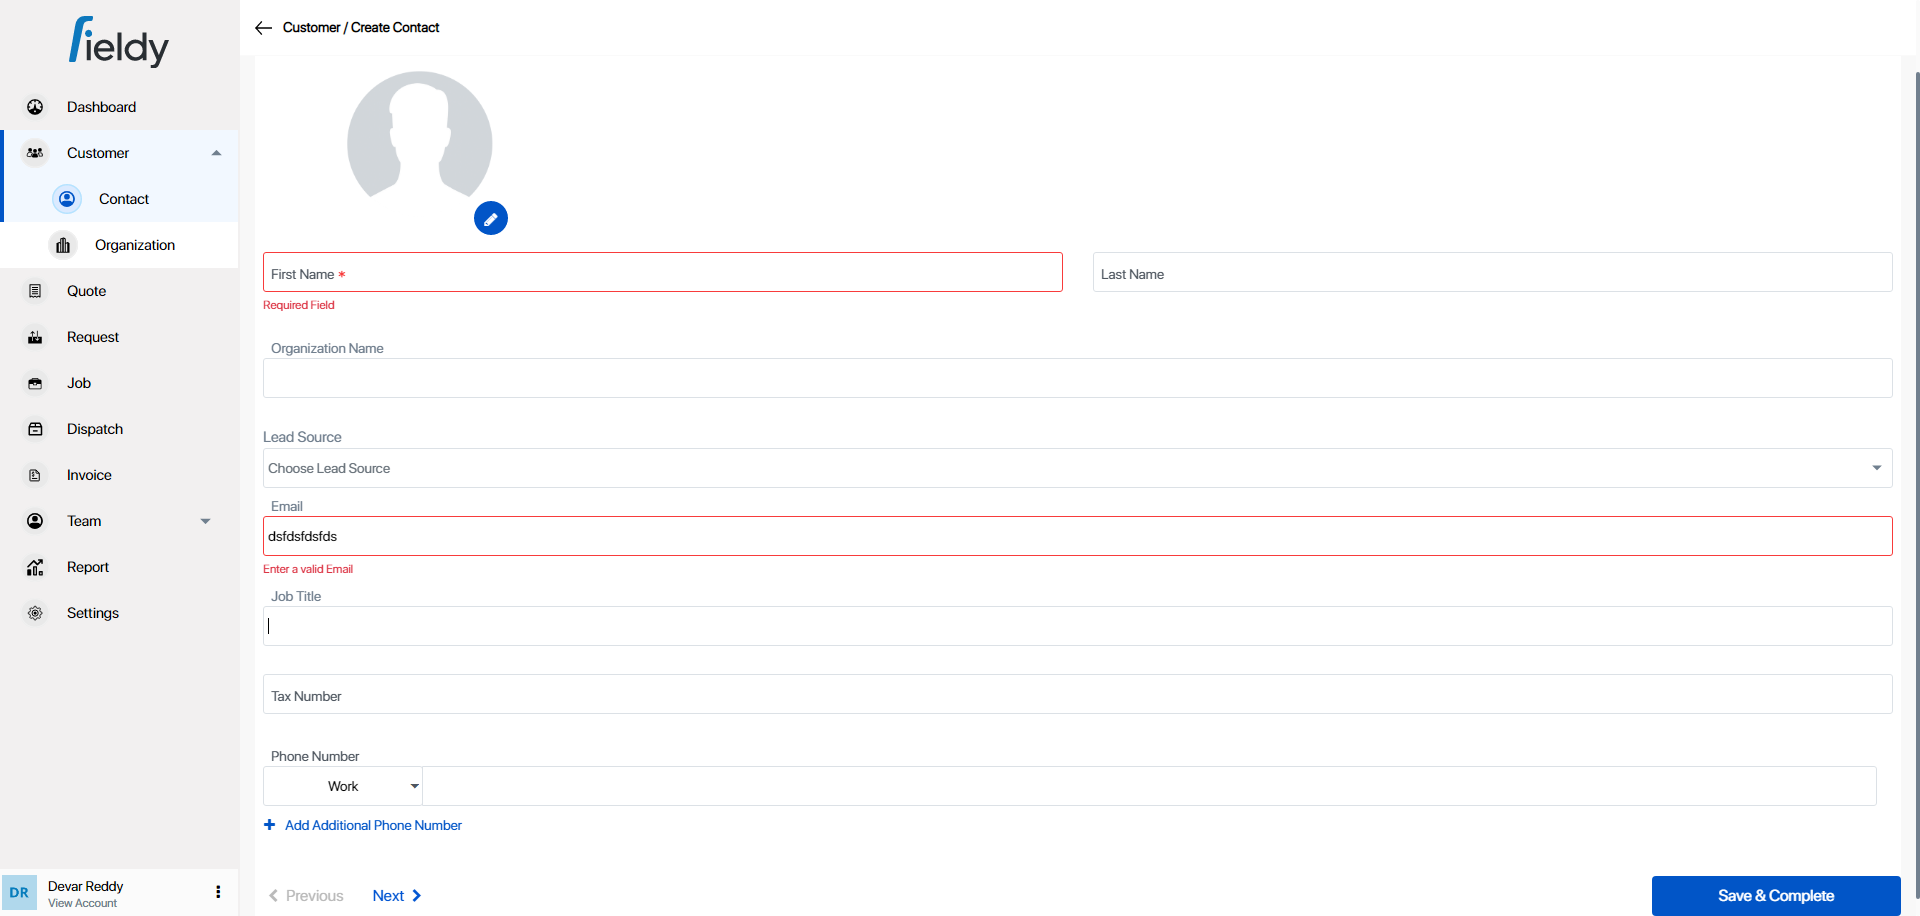 fieldy
Customer / Create Contact
Dashboard
Customer
Contact
Organization
Quote
Request
Job
Dispatch
Invoice
Team
Report
Settings
DR
Devar Reddy
View Account
First Name *
Last Name
Required Field
Organization Name
Lead Source
Choose Lead Source
Email
dsfdsfdsfds
Enter a valid Email
Job Title
Tax Number
Phone Number
Work
Add Additional Phone Number
Previous
Next
Save & Complete